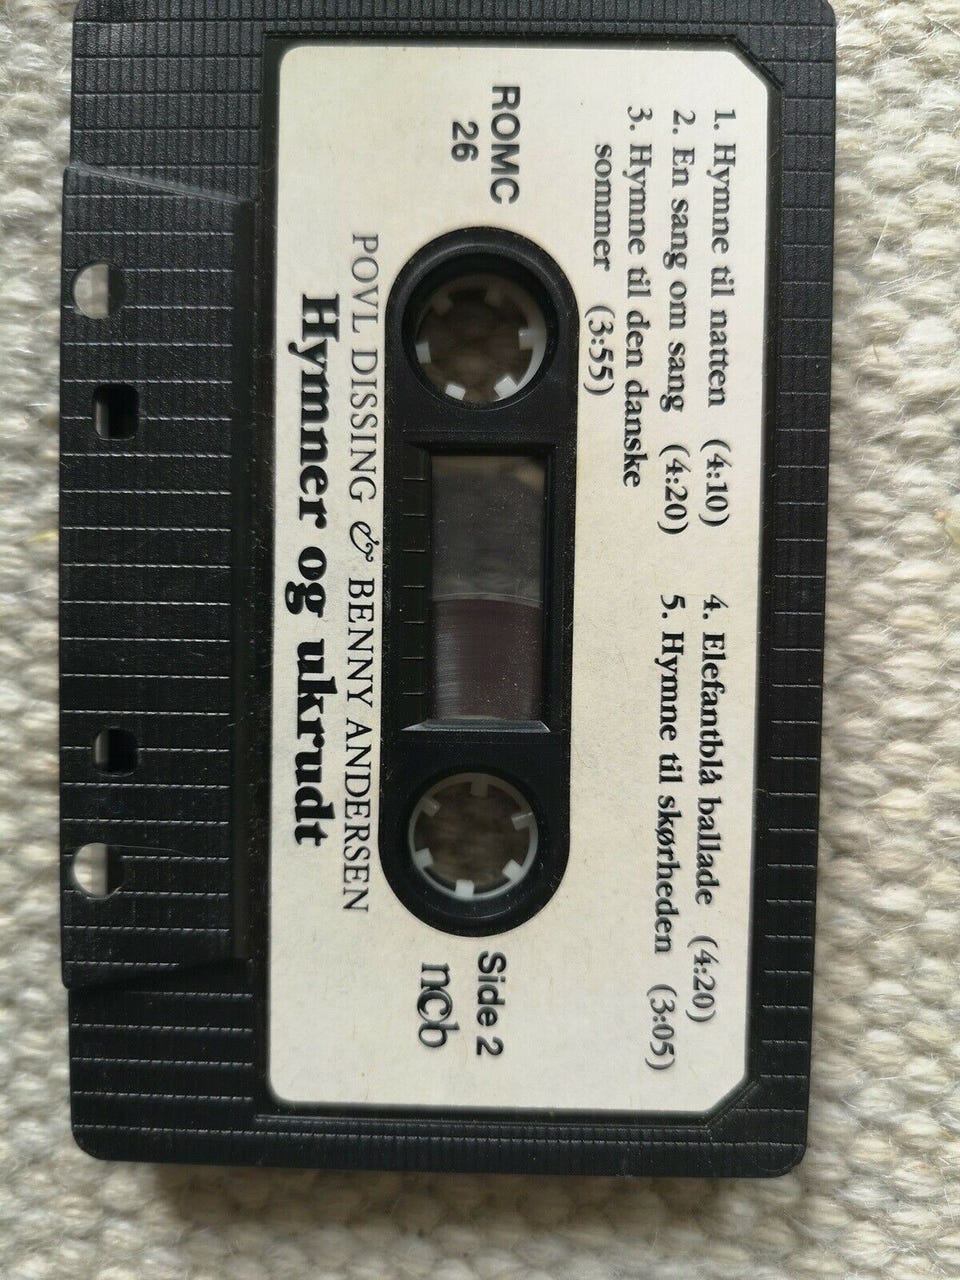 1. Hymne til natten (4:10)
2. En sang om sang (4:20)
3. Hymne til den danske
sommer (3:55)
4. Elefantblå ballade (4:20)
5. Hymne til skørheden (3:05)
ROMC
26
Side 2
ncb
POVL DISSING & BENNY ANDERSEN
Hymner og ukrudt